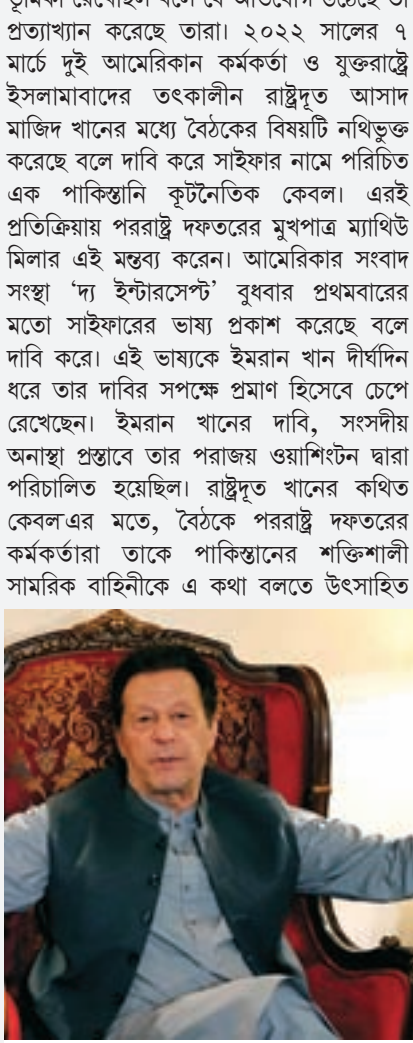 প্রত্যাখ্যান করেছে তারা। ২০২২ সালের ৭
মার্চে দুই আমেরিকান কর্মকর্তা ও যুক্তরাষ্ট্রে
ইসলামাবাদের তৎকালীন রাষ্ট্রদূত আসাদ
মাজিদ খানের মধ্যে বৈঠকের বিষয়টি নথিভুক্ত
করেছে বলে দাবি করে সাইফার নামে পরিচিত
এক পাকিস্তানি কূটনৈতিক কেবল। এরই
প্রতিক্রিয়ায় পররাষ্ট্র দফতরের মুখপাত্র ম্যাথিউ
মিলার এই মন্তব্য করেন। আমেরিকার সংবাদ
সংস্থা ‘দ্য ইন্টারসেপ্ট’ বুধবার প্রথমবারের
মতো সাইফারের ভাষ্য প্রকাশ করেছে বলে
দাবি করে। এই ভাষ্যকে ইমরান খান দীর্ঘদিন
ধরে তার দাবির সপক্ষে প্রমাণ হিসেবে চেপে
রেখেছেন। ইমরান খানের দাবি, সংসদীয়
অনাস্থা প্রস্তাবে তার পরাজয় ওয়াশিংটন দ্বারা
পরিচালিত হয়েছিল। রাষ্ট্রদূত খানের কথিত
কেবল-এর মতে, বৈঠকে পররাষ্ট্র দফতরের
কর্মকর্তারা তাকে পাকিস্তানের শক্তিশালী
সামরিক বাহিনীকে এ কথা বলতে উৎসাহিত